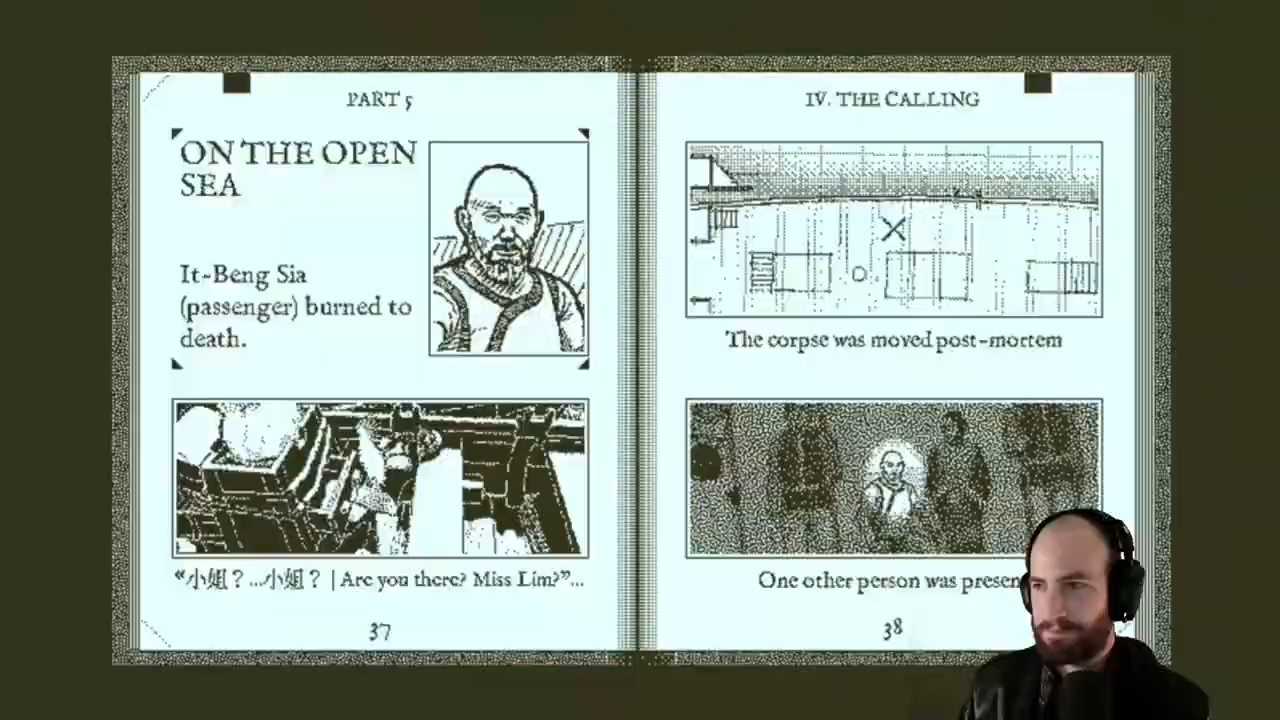 PART 5
ON THE OPEN
SEA
It-Beng Sia
(passenger) burned to
death.
"小姐？...小姐？ | Are you there? Miss Lim?"...
37
IV. THE CALLING
The corpse was moved post-mortem
One other person was presen
38